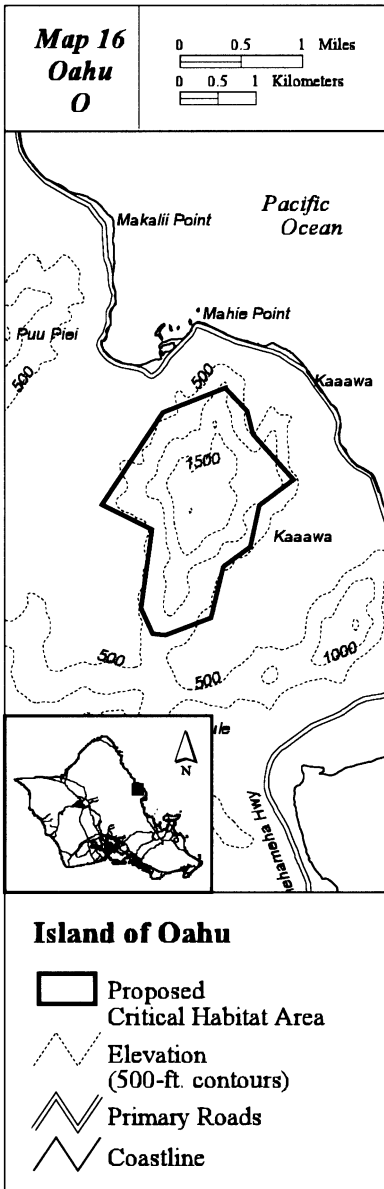 Map 16
Oahu
O
0 0.5 1 Miles
0 0.5 1 Kilometers
Makalii Point
Pacific
Ocean
Mahie Point
Puu Piei
500
500
Kaaawa
1500
Kaaawa
500
500
1000
N
Island of Oahu
Proposed
Critical Habitat Area
Elevation
(500-ft. contours)
Primary Roads
Coastline